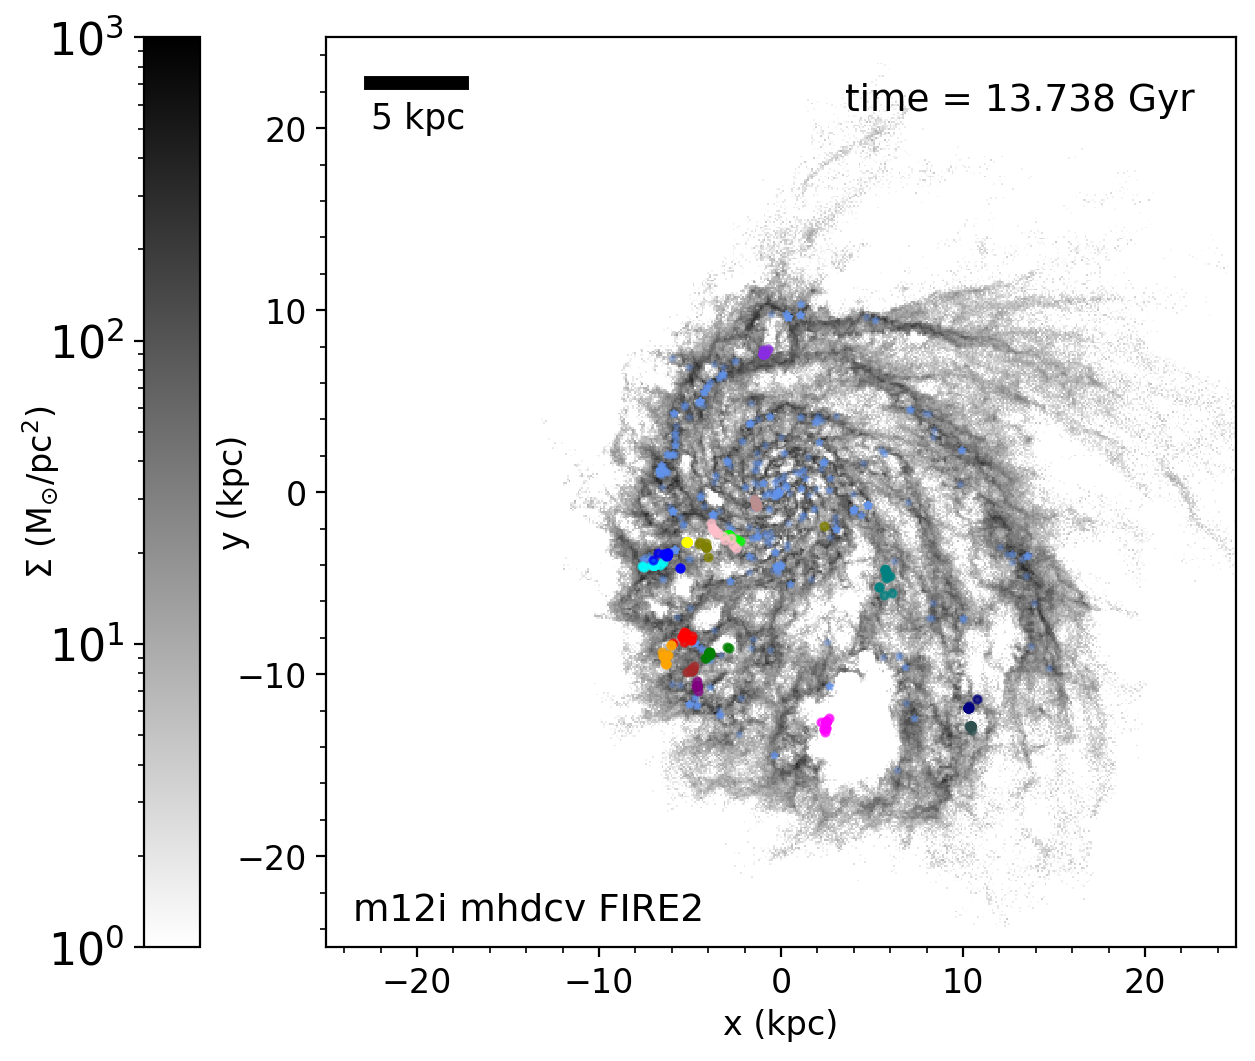 10³
10²
10¹
10⁰
Σ (M⊙/pc²)
y (kpc)
20
10
0
−10
−20
5 kpc
time = 13.738 Gyr
m12i mhdcv FIRE2
−20 −10 0 10 20
x (kpc)